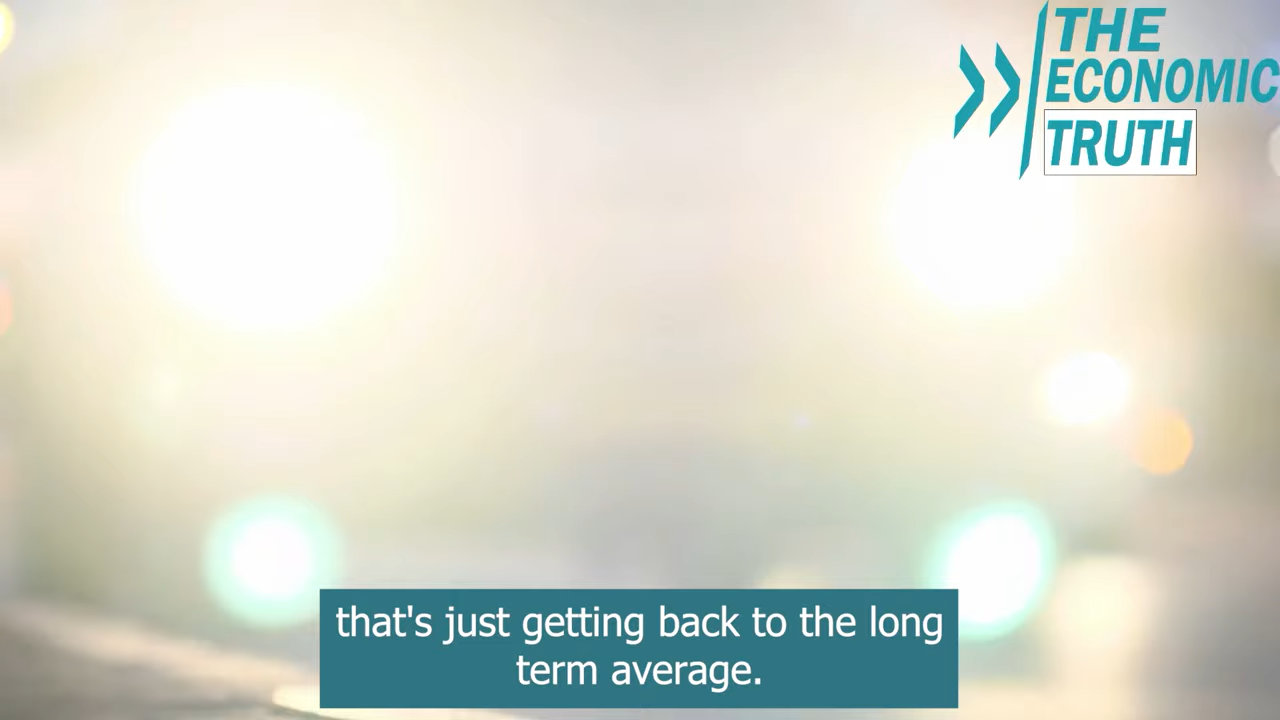 THE
ECONOMIC
TRUTH
that's just getting back to the long
term average.